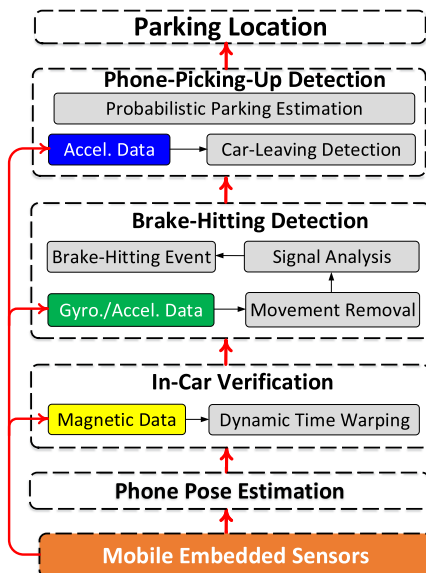 Parking Location
Phone-Picking-Up Detection
Probabilistic Parking Estimation
Accel. Data
Car-Leaving Detection
Brake-Hitting Detection
Brake-Hitting Event
Signal Analysis
Gyro./Accel. Data
Movement Removal
In-Car Verification
Magnetic Data
Dynamic Time Warping
Phone Pose Estimation
Mobile Embedded Sensors